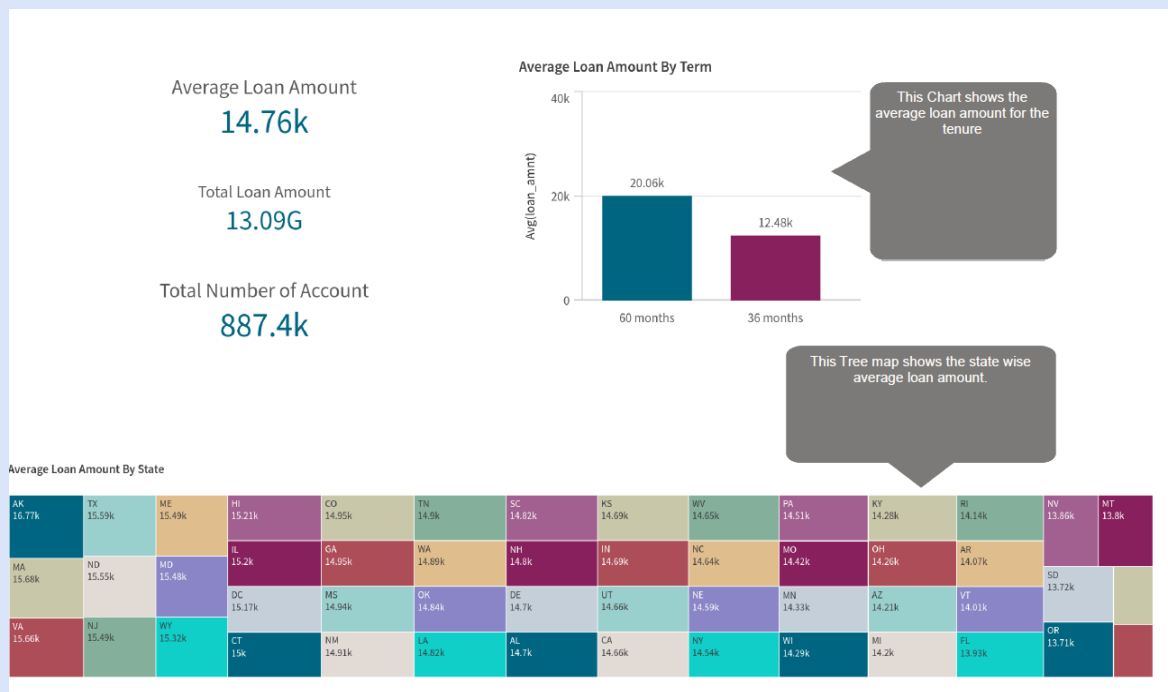 Average Loan Amount
14.76k
Total Loan Amount
13.09G
Total Number of Account
887.4k
Average Loan Amount By Term
Avg(loan_amnt)
40k
20k
0
20.06k
12.48k
60 months
36 months
This Chart shows the
average loan amount for the
tenure
This Tree map shows the state wise
average loan amount.
Average Loan Amount By State
AK
16.77k
MA
15.68k
VA
15.66k
TX
15.59k
ND
15.55k
NJ
15.49k
ME
15.49k
MD
15.48k
WY
15.32k
HI
15.21k
IL
15.2k
DC
15.17k
CT
15k
CO
14.95k
GA
14.95k
MS
14.94k
NM
14.91k
TN
14.9k
WA
14.89k
OK
14.84k
LA
14.82k
SC
14.82k
NH
14.8k
DE
14.7k
AL
14.7k
KS
14.69k
IN
14.69k
UT
14.66k
CA
14.66k
WV
14.65k
NC
14.64k
NE
14.59k
NY
14.54k
PA
14.51k
MO
14.42k
MN
14.33k
WI
14.29k
KY
14.28k
OH
14.26k
AZ
14.21k
MI
14.2k
RI
14.14k
AR
14.07k
VT
14.01k
FL
13.93k
NV
13.86k
MT
13.8k
SD
13.72k
OR
13.71k